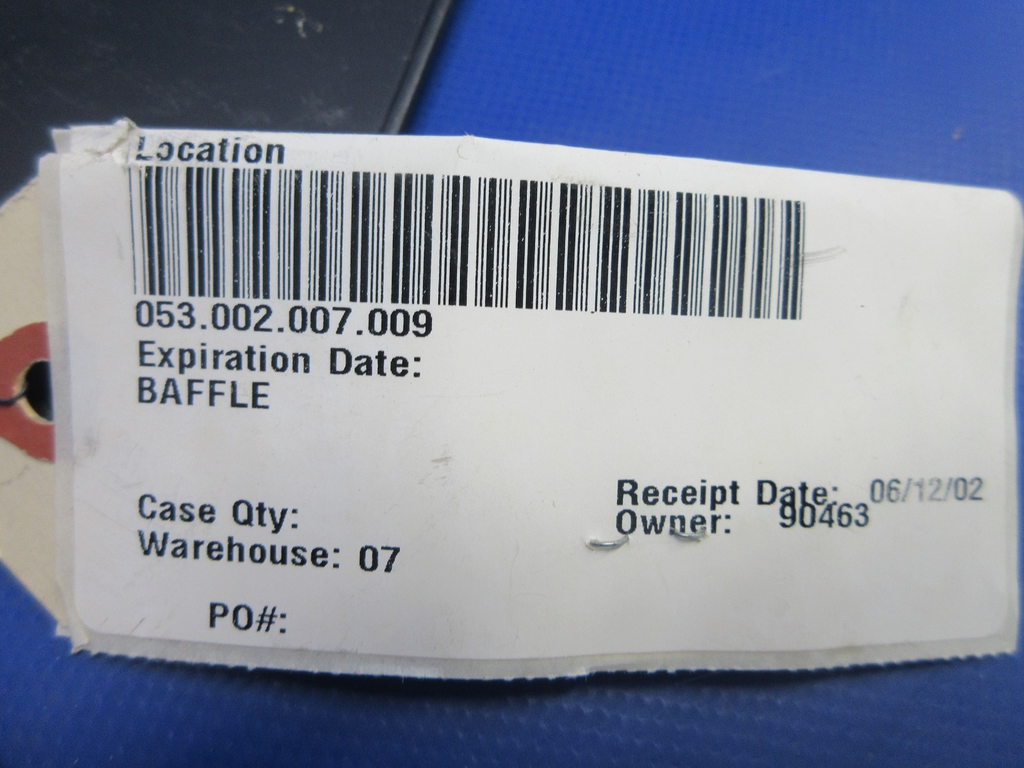 Location
053.002.007.009
Expiration Date:
BAFFLE
Receipt Date: 06/12/02
Case Qty:
Owner: 90463
Warehouse: 07
PO#: